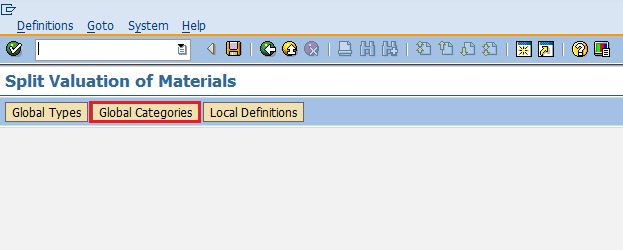 Definitions Goto System Help
Split Valuation of Materials
Global Types Global Categories Local Definitions